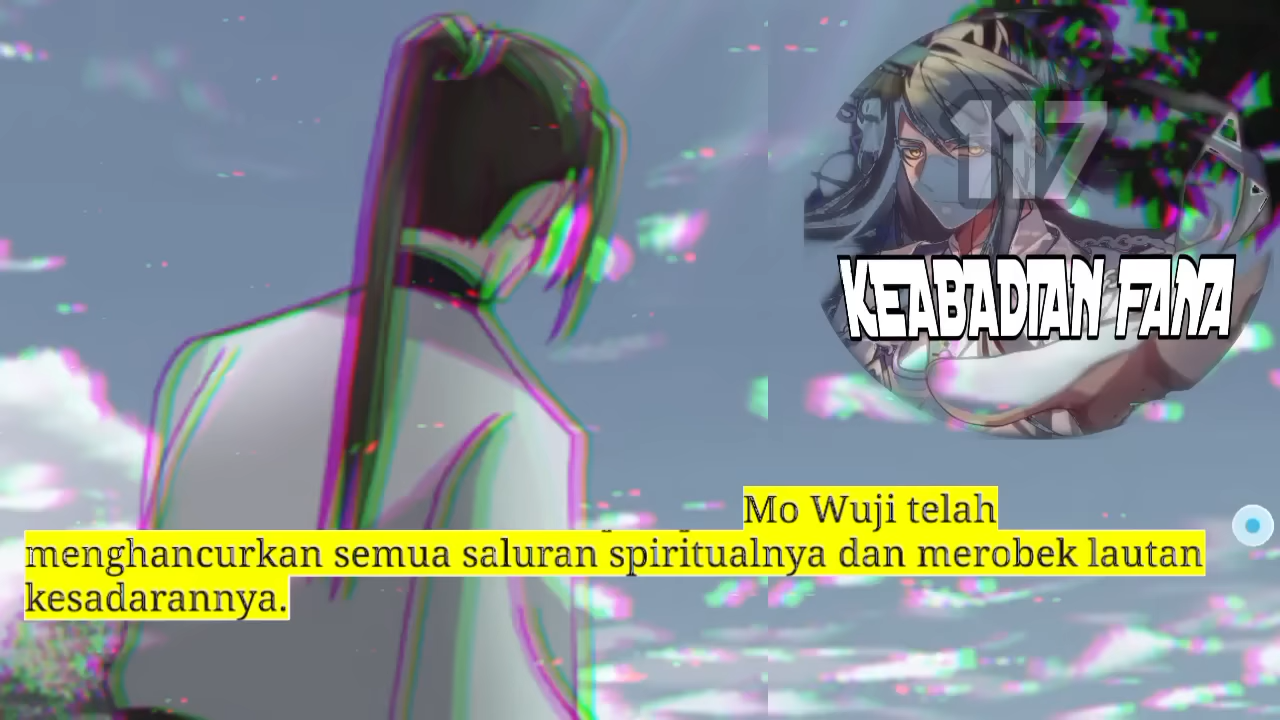 117
KEABADIAN FANA
Mo Wuji telah
menghancurkan semua saluran spiritualnya dan merobek lautan
kesadarannya.